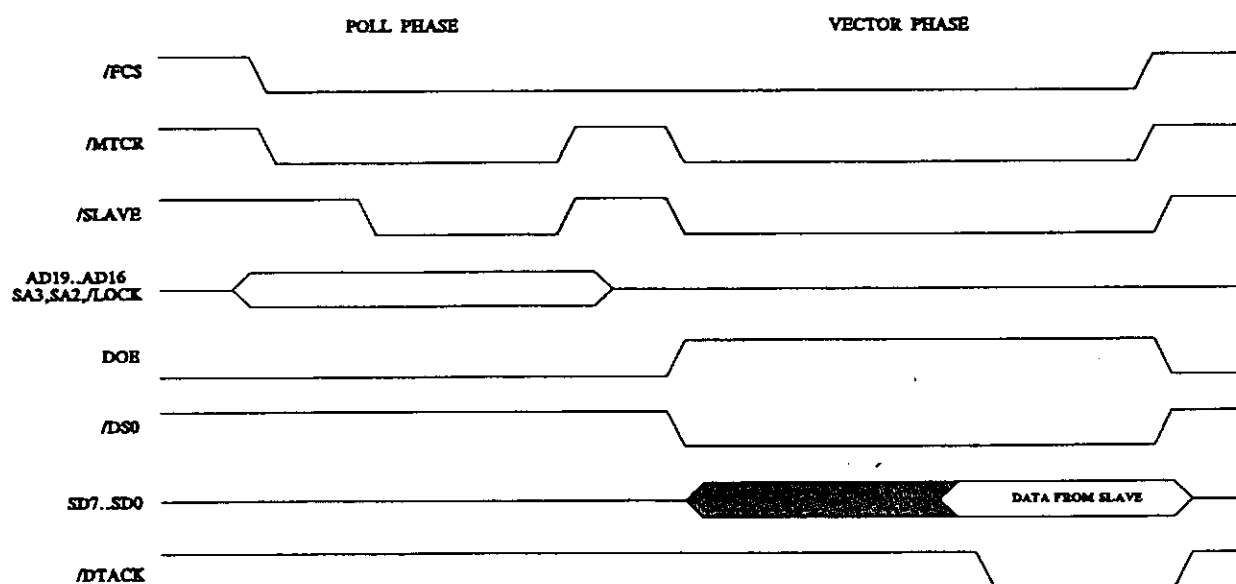 POLL PHASE
VECTOR PHASE
/FCS
/MTCR
/SLAVE
AD19..AD16
SA3,SA2,/LOCK
DOE
/DS0
SD7..SD0
DATA FROM SLAVE
/DTACK